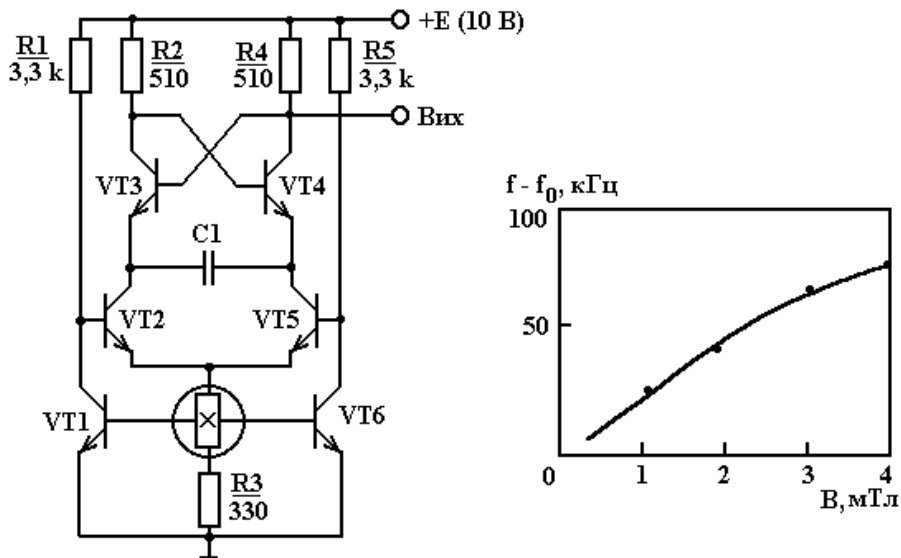 +E (10 В)
R1
3,3 k
R2
510
R4
510
R5
3,3 k
Вих
VT3
VT4
C1
VT2
VT5
VT1
VT6
R3
330
f - f0, кГц
100
50
0
1
2
3
4
В, мТл